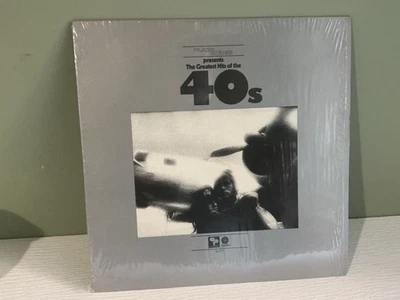 presents
The Greatest Hits of the
40s